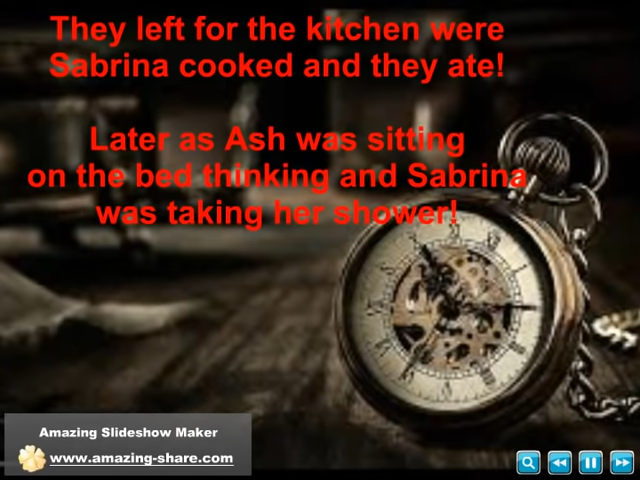 They left for the kitchen were
Sabrina cooked and they ate!
Later as Ash was sitting
on the bed thinking and Sabrina
was taking her shower!
Amazing Slideshow Maker
www.amazing-share.com